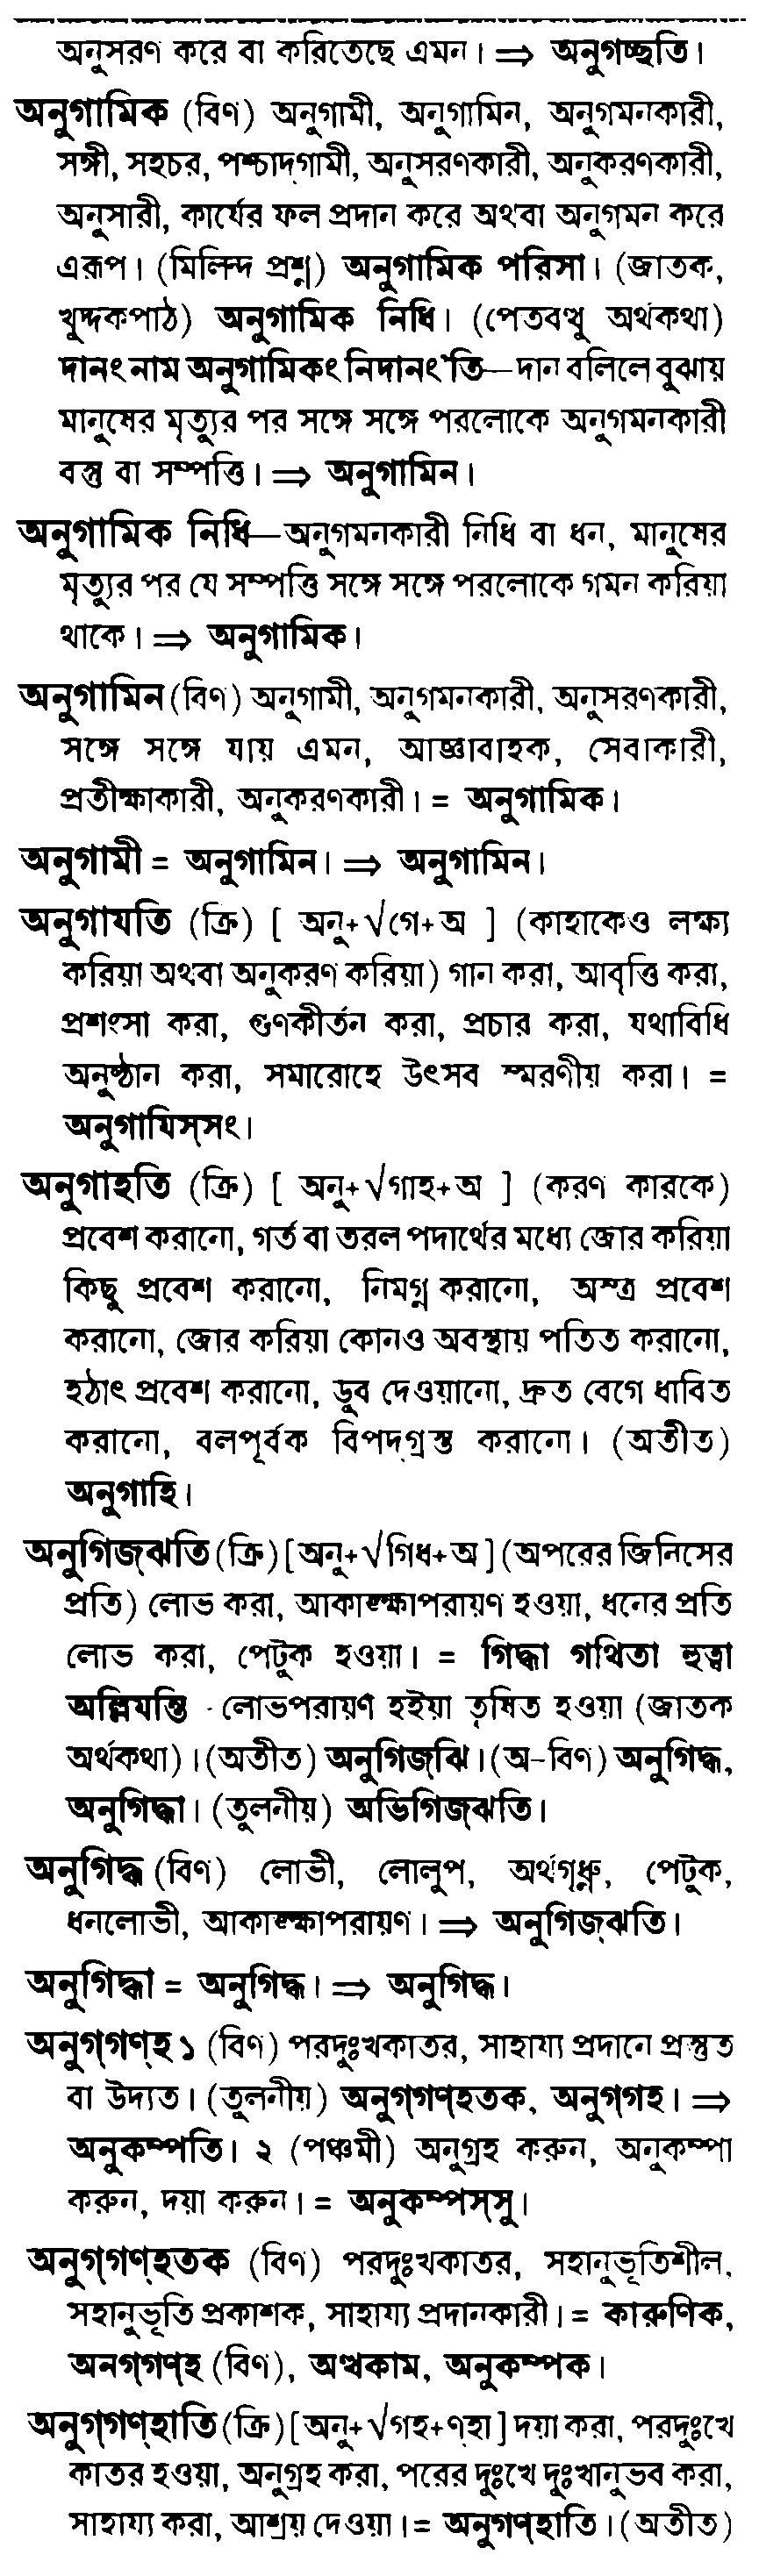 অনুসরণ করে বা করিতেছে এমন। ⇒ অনুগচ্ছতি।
অনুগামিক (বিণ) অনুগামী, অনুগামিন, অনুগমনকারী,
সঙ্গী, সহচর, পশ্চাদ্‌গামী, অনুসরণকারী, অনুকরণকারী,
অনুসারী, কার্যের ফল প্রদান করে অথবা অনুগমন করে
এরূপ। (মিলিন্দ প্রশ্ন) অনুগামিক পরিসা। (জাতক,
খুদ্দকপাঠ) অনুগামিক নিধি। (পেতবত্থু অর্থকথা)
দানং নাম অনুগামিকং নিদানং'তি—দান বলিলে বুঝায়
মানুষের মৃত্যুর পর সঙ্গে সঙ্গে পরলোকে অনুগমনকারী
বস্তু বা সম্পত্তি। ⇒ অনুগামিন।
অনুগামিক নিধি—অনুগমনকারী নিধি বা ধন, মানুষের
মৃত্যুর পর যে সম্পত্তি সঙ্গে সঙ্গে পরলোকে গমন করিয়া
থাকে। ⇒ অনুগামিক।
অনুগামিন (বিণ) অনুগামী, অনুগমনকারী, অনুসরণকারী,
সঙ্গে সঙ্গে যায় এমন, আজ্ঞাবাহক, সেবাকারী,
প্রতীক্ষাকারী, অনুকরণকারী। = অনুগামিক।
অনুগামী = অনুগামিন। ⇒ অনুগামিন।
অনুগাযতি (ক্রি) [ অনু+√গে+অ ] (কাহাকেও লক্ষ্য
করিয়া অথবা অনুকরণ করিয়া) গান করা, আবৃত্তি করা,
প্রশংসা করা, গুণকীর্তন করা, প্রচার করা, যথাবিধি
অনুষ্ঠান করা, সমারোহে উৎসব স্মরণীয় করা। =
অনুগাযিস্‌সং।
অনুগাহতি (ক্রি) [ অনু+√গাহ+অ ] (করণ কারকে)
প্রবেশ করানো, গর্ত বা তরল পদার্থের মধ্যে জোর করিয়া
কিছু প্রবেশ করানো, নিমগ্ন করানো, অস্ত্র প্রবেশ
করানো, জোর করিয়া কোনও অবস্থায় পতিত করানো,
হঠাৎ প্রবেশ করানো, ডুব দেওয়ানো, দ্রুত বেগে ধাবিত
করানো, বলপূর্বক বিপদ্‌গ্রস্ত করানো। (অতীত)
অনুগাহি।
অনুগিজ্‌ঝতি (ক্রি) [অনু+√গিধ+অ ] (অপরের জিনিসের
প্রতি) লোভ করা, আকাঙ্ক্ষাপরায়ণ হওয়া, ধনের প্রতি
লোভ করা, পেটুক হওয়া। = গিদ্ধা গথিতা হুত্বা
অল্লিযন্তি - লোভপরায়ণ হইয়া তৃষিত হওয়া (জাতক
অর্থকথা)। (অতীত) অনুগিজ্‌ঝি। (অ-বিণ) অনুগিদ্ধ,
অনুগিদ্ধা। (তুলনীয়) অভিগিজ্‌ঝতি।
অনুগিদ্ধ (বিণ) লোভী, লোলুপ, অর্থগৃধ্নু, পেটুক,
ধনলোভী, আকাঙ্ক্ষাপরায়ণ। ⇒ অনুগিজ্‌ঝতি।
অনুগিদ্ধা = অনুগিদ্ধ। ⇒ অনুগিদ্ধ।
অনুগ্‌গণ্‌হ ১ (বিণ) পরদুঃখকাতর, সাহায্য প্রদানে প্রস্তুত
বা উদ্যত। (তুলনীয়) অনুগ্‌গণ্‌হতক, অনুগ্‌গহ। ⇒
অনুকম্পতি। ২ (পঞ্চমী) অনুগ্রহ করুন, অনুকম্পা
করুন, দয়া করুন। = অনুকম্পস্‌সু।
অনুগ্‌গণ্‌হতক (বিণ) পরদুঃখকাতর, সহানুভূতিশীল,
সহানুভূতি প্রকাশক, সাহায্য প্রদানকারী। = কারুণিক,
অনগ্‌গণ্‌হ (বিণ), অত্থকাম, অনুকম্পক।
অনুগ্‌গণ্‌হাতি (ক্রি) [অনু+√গহ+ণ্‌হা] দয়া করা, পরদুঃখে
কাতর হওয়া, অনুগ্রহ করা, পরের দুঃখে দুঃখানুভব করা,
সাহায্য করা, আশ্রয় দেওয়া। = অনুগণ্‌হাতি। (অতীত)